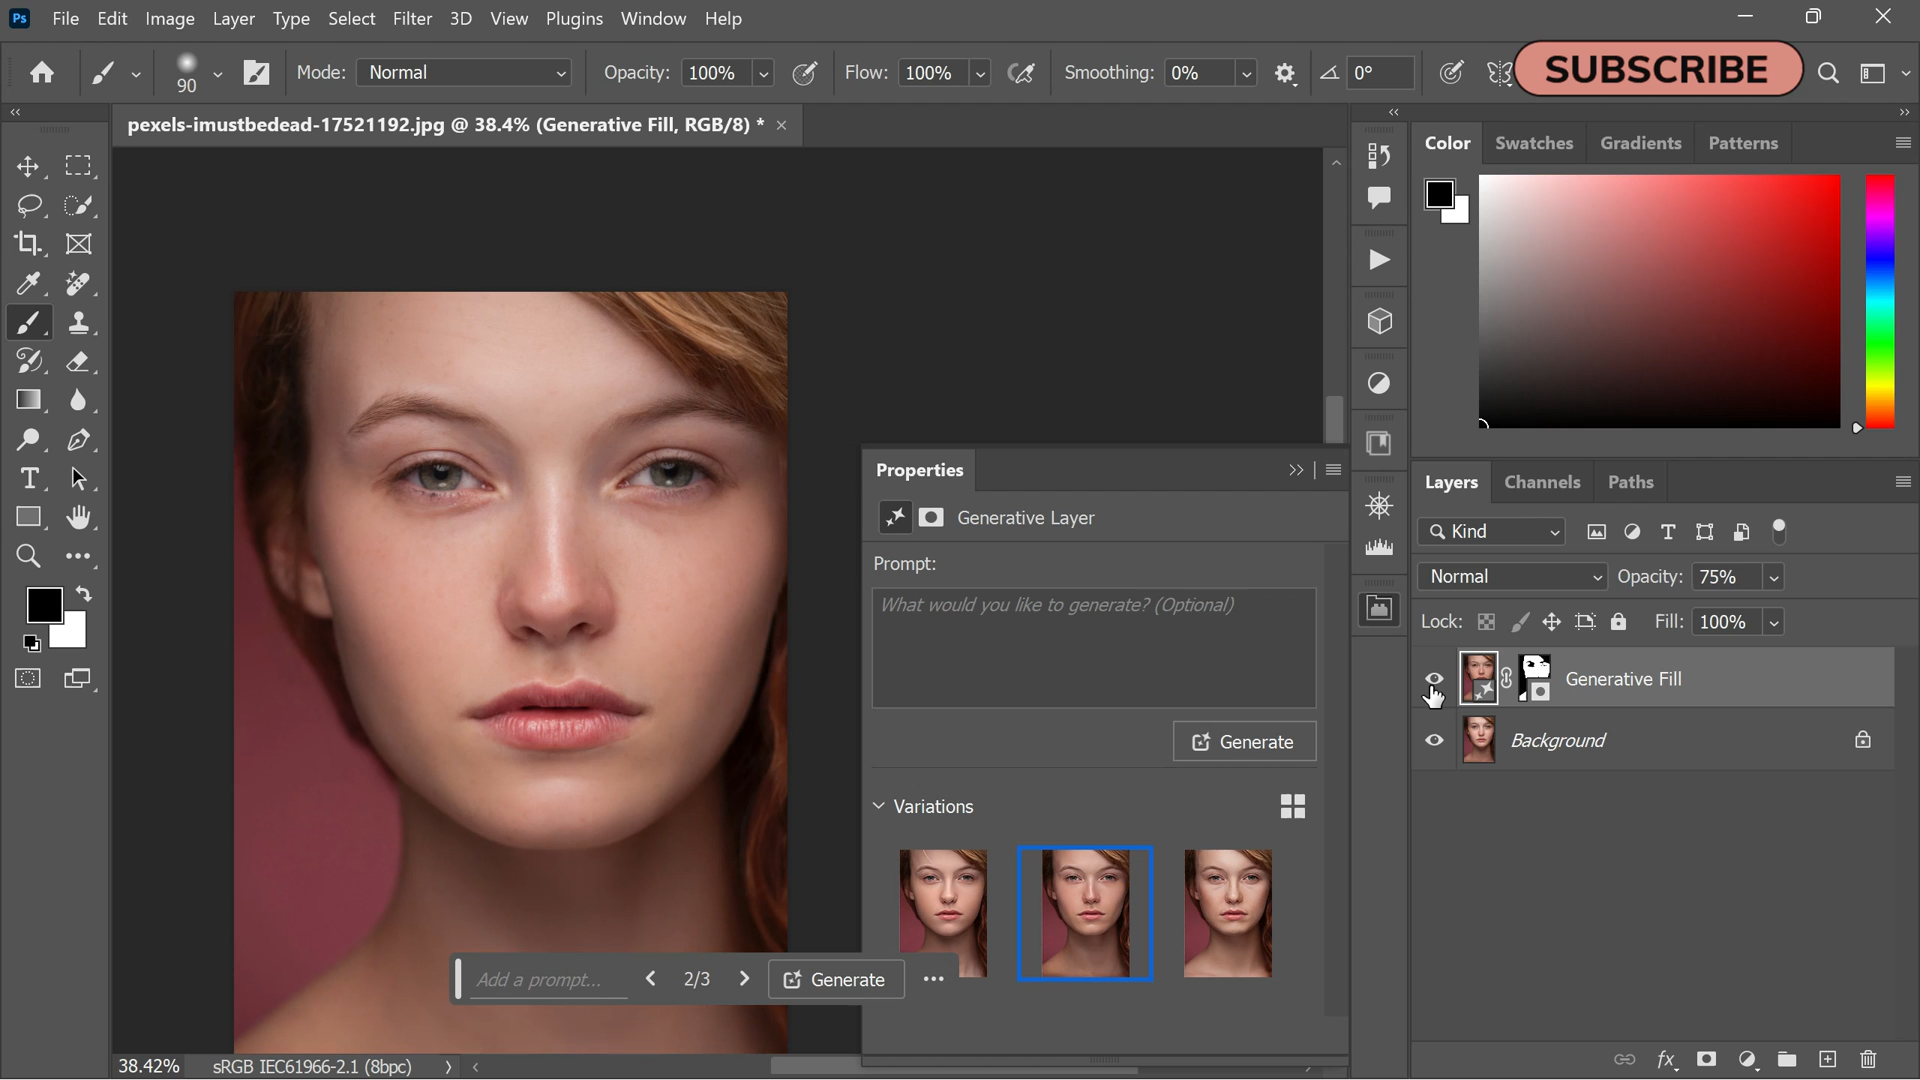 Ps File Edit Image Layer Type Select Filter 3D View Plugins Window Help
90 Mode: Normal Opacity: 100% Flow: 100% Smoothing: 0% 0° SUBSCRIBE
pexels-imustbedead-17521192.jpg @ 38.4% (Generative Fill, RGB/8) *
Color Swatches Gradients Patterns
Properties
Generative Layer
Prompt:
What would you like to generate? (Optional)
Generate
Variations
Layers Channels Paths
Kind
Normal Opacity: 75%
Lock: Fill: 100%
Generative Fill
Background
Add a prompt... 2/3 Generate
38.42% sRGB IEC61966-2.1 (8bpc)